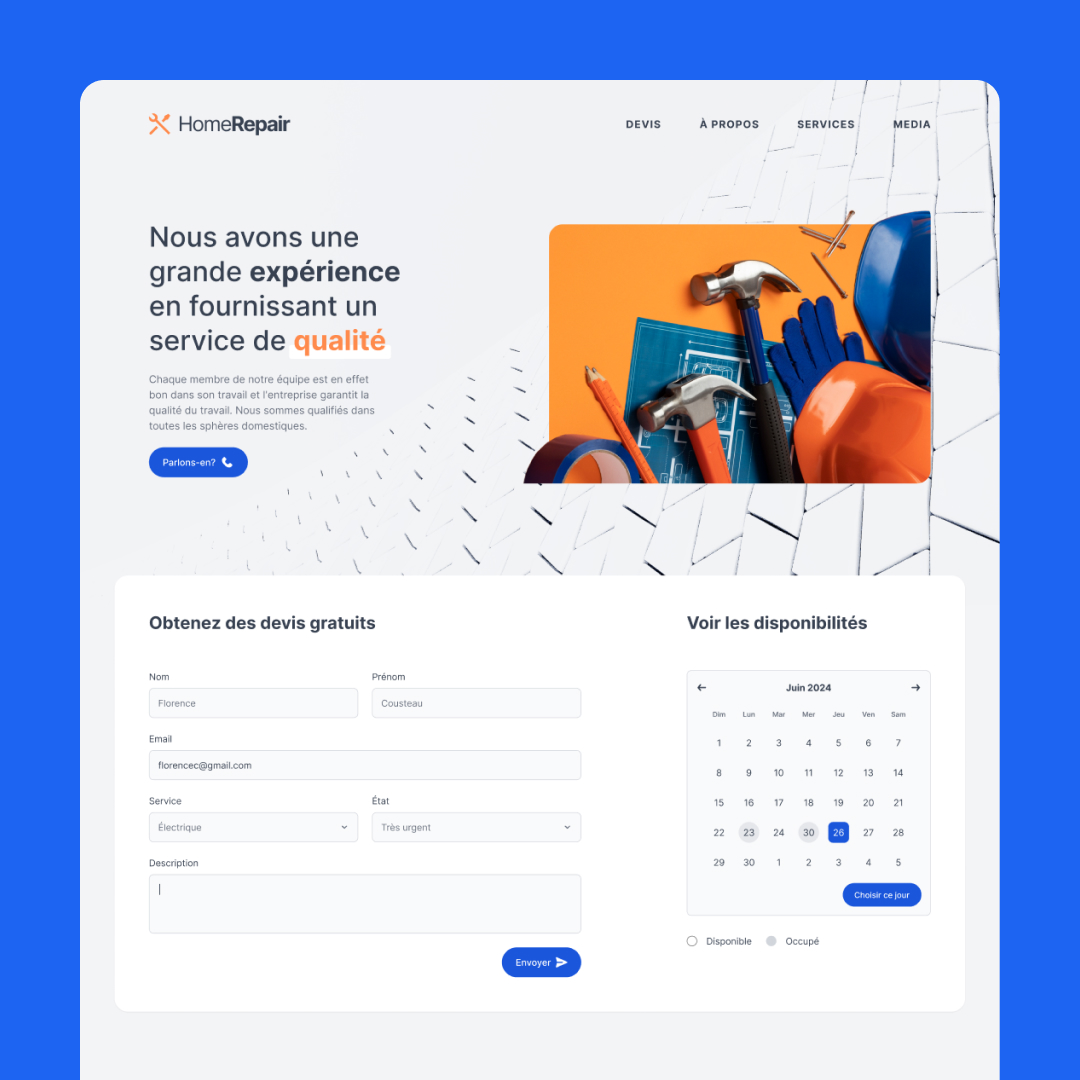 HomeRepair
DEVIS À PROPOS SERVICES MEDIA
Nous avons une
grande expérience
en fournissant un
service de qualité
Chaque membre de notre équipe est en effet
bon dans son travail et l'entreprise garantit la
qualité du travail. Nous sommes qualifiés dans
toutes les sphères domestiques.
Parlons-en?
Obtenez des devis gratuits
Nom Prénom
Florence Cousteau
Email
florencec@gmail.com
Service État
Électrique Très urgent
Description
Envoyer
Voir les disponibilités
Juin 2024
Dim Lun Mar Mer Jeu Ven Sam
1 2 3 4 5 6 7
8 9 10 11 12 13 14
15 16 17 18 19 20 21
22 23 24 30 26 27 28
29 30 1 2 3 4 5
Choisir ce jour
Disponible Occupé